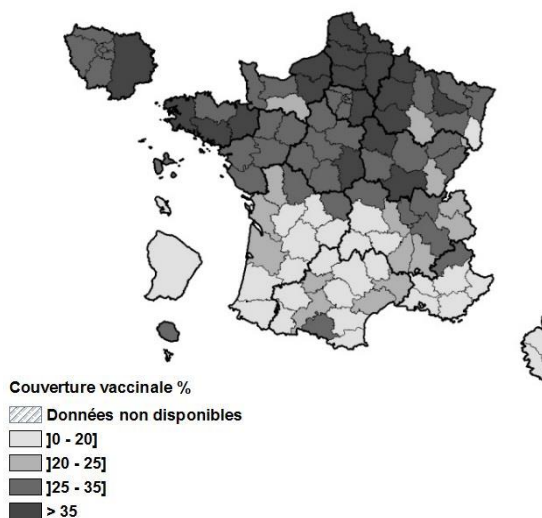 Couverture vaccinale %
Données non disponibles
]0 - 20]
]20 - 25]
]25 - 35]
> 35